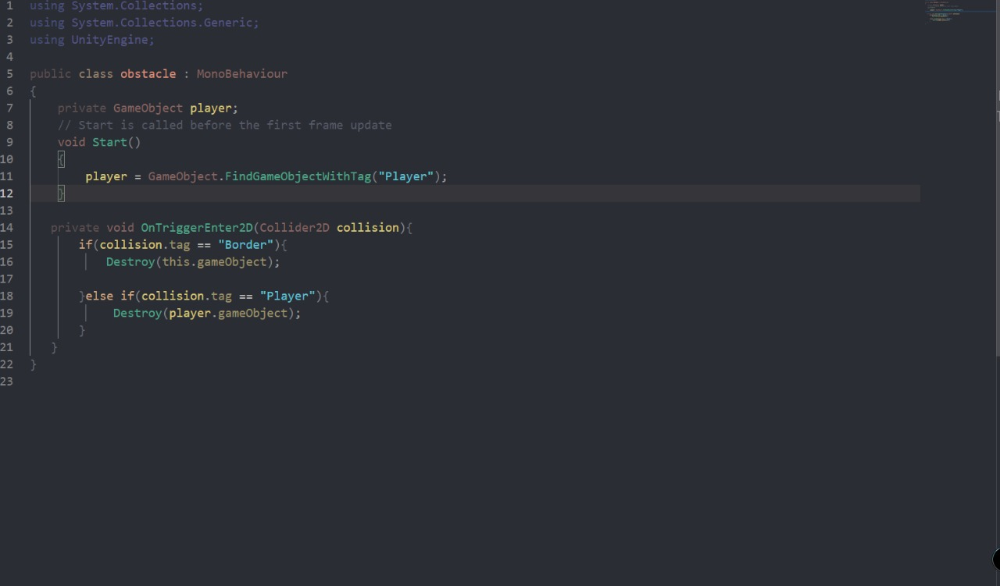 1 using System.Collections;
2 using System.Collections.Generic;
3 using UnityEngine;
4
5 public class obstacle : MonoBehaviour
6 {
7     private GameObject player;
8     // Start is called before the first frame update
9     void Start()
10     {
11         player = GameObject.FindGameObjectWithTag("Player");
12     }
13
14    private void OnTriggerEnter2D(Collider2D collision){
15        if(collision.tag == "Border"){
16            Destroy(this.gameObject);
17
18        }else if(collision.tag == "Player"){
19             Destroy(player.gameObject);
20        }
21    }
22 }
23